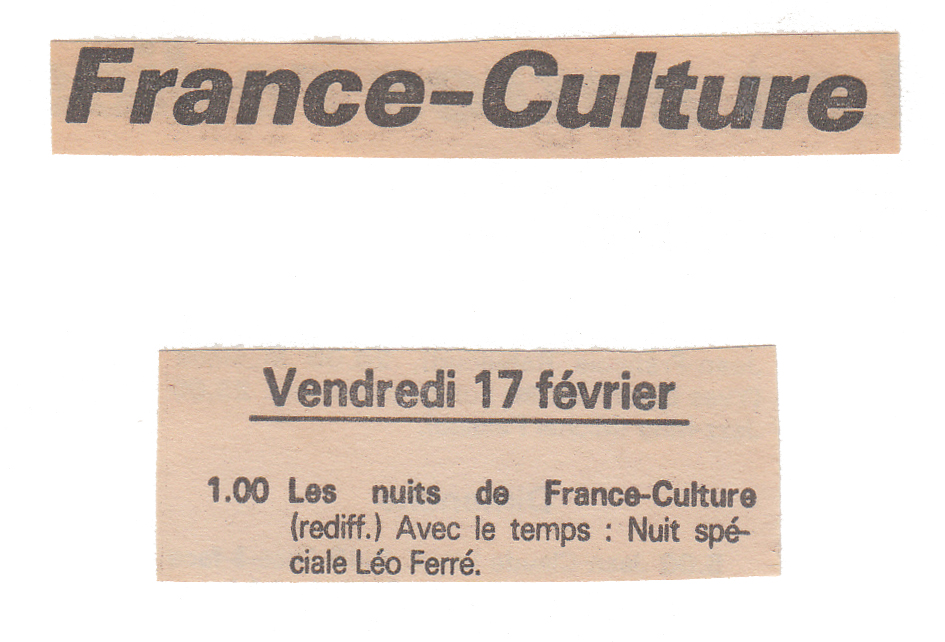 France-Culture
Vendredi 17 février
1.00 Les nuits de France-Culture
(rediff.) Avec le temps : Nuit spé-
ciale Léo Ferré.